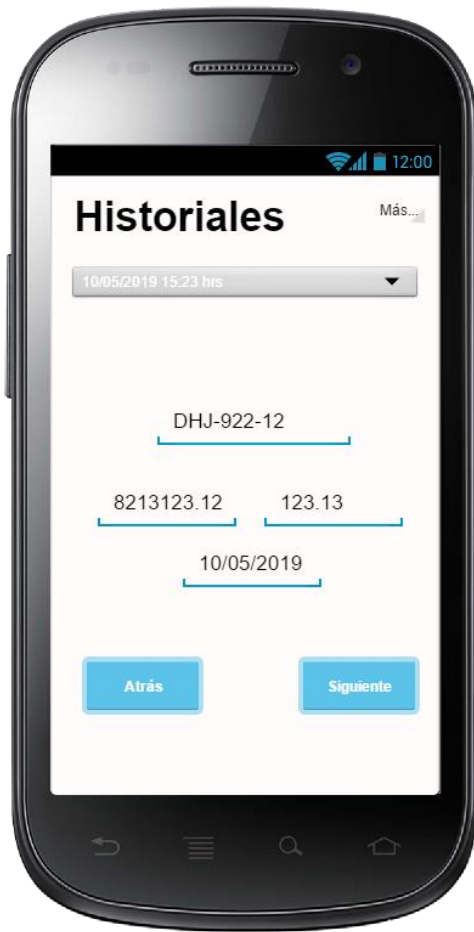 12:00
Historiales
Más...
10/05/2019 15:23 hrs
DHJ-922-12
8213123.12 123.13
10/05/2019
Atrás Siguiente